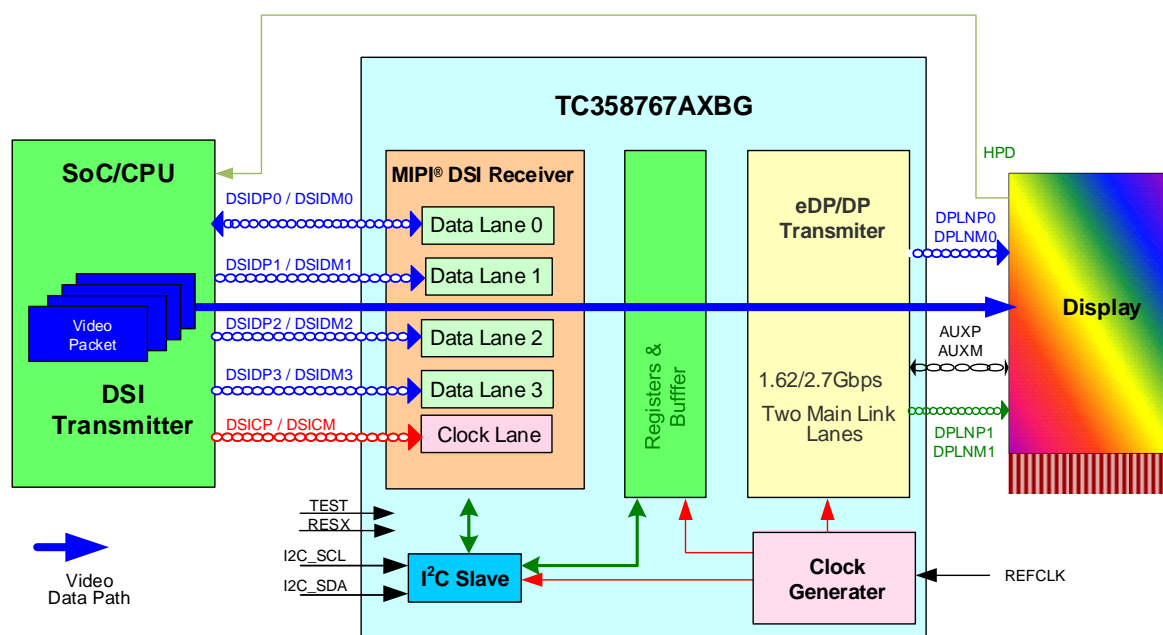 TC358767AXBG
SoC/CPU
DSI
Transmitter
Video
Packet
DSIDP0 / DSIDM0
DSIDP1 / DSIDM1
DSIDP2 / DSIDM2
DSIDP3 / DSIDM3
DSICP / DSICM
MIPI® DSI Receiver
Data Lane 0
Data Lane 1
Data Lane 2
Data Lane 3
Clock Lane
Registers &
Bufffer
eDP/DP
Transmiter
1.62/2.7Gbps
Two Main Link
Lanes
HPD
DPLNP0
DPLNM0
Display
AUXP
AUXM
DPLNP1
DPLNM1
TEST
RESX
I2C_SCL
I2C_SDA
I²C Slave
Clock
Generater
REFCLK
Video
Data Path